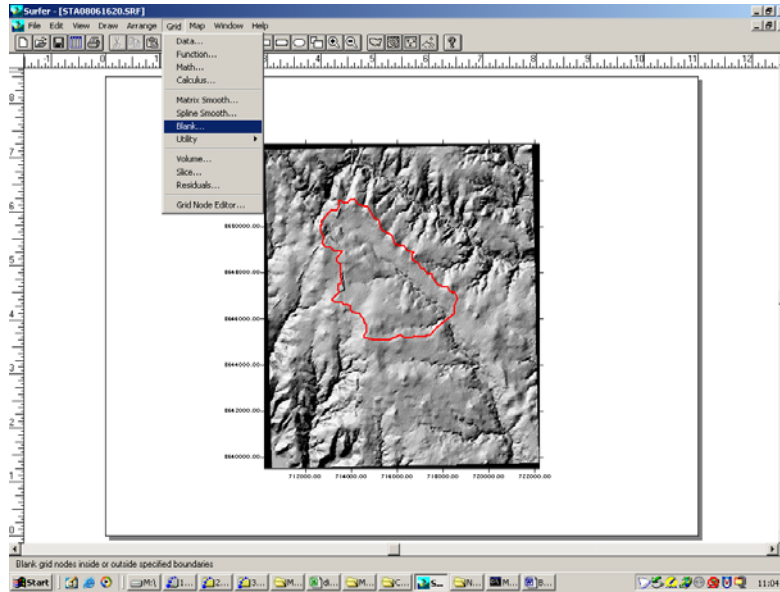 Surfer - [STA08061620.SRF]
File Edit View Draw Arrange Grid Map Window Help
Data...
Function...
Math...
Calculus...
Matrix Smooth...
Spline Smooth...
Blank...
Utility
Volume...
Slice...
Residuals...
Grid Node Editor...
8650000.00
8648000.00
8646000.00
8644000.00
8642000.00
8640000.00
712000.00 714000.00 716000.00 718000.00 720000.00 722000.00
Blank grid nodes inside or outside specified boundaries
Start M:\ 1... 2... 3... M... d... M... C... S... N... M... B... 11:04